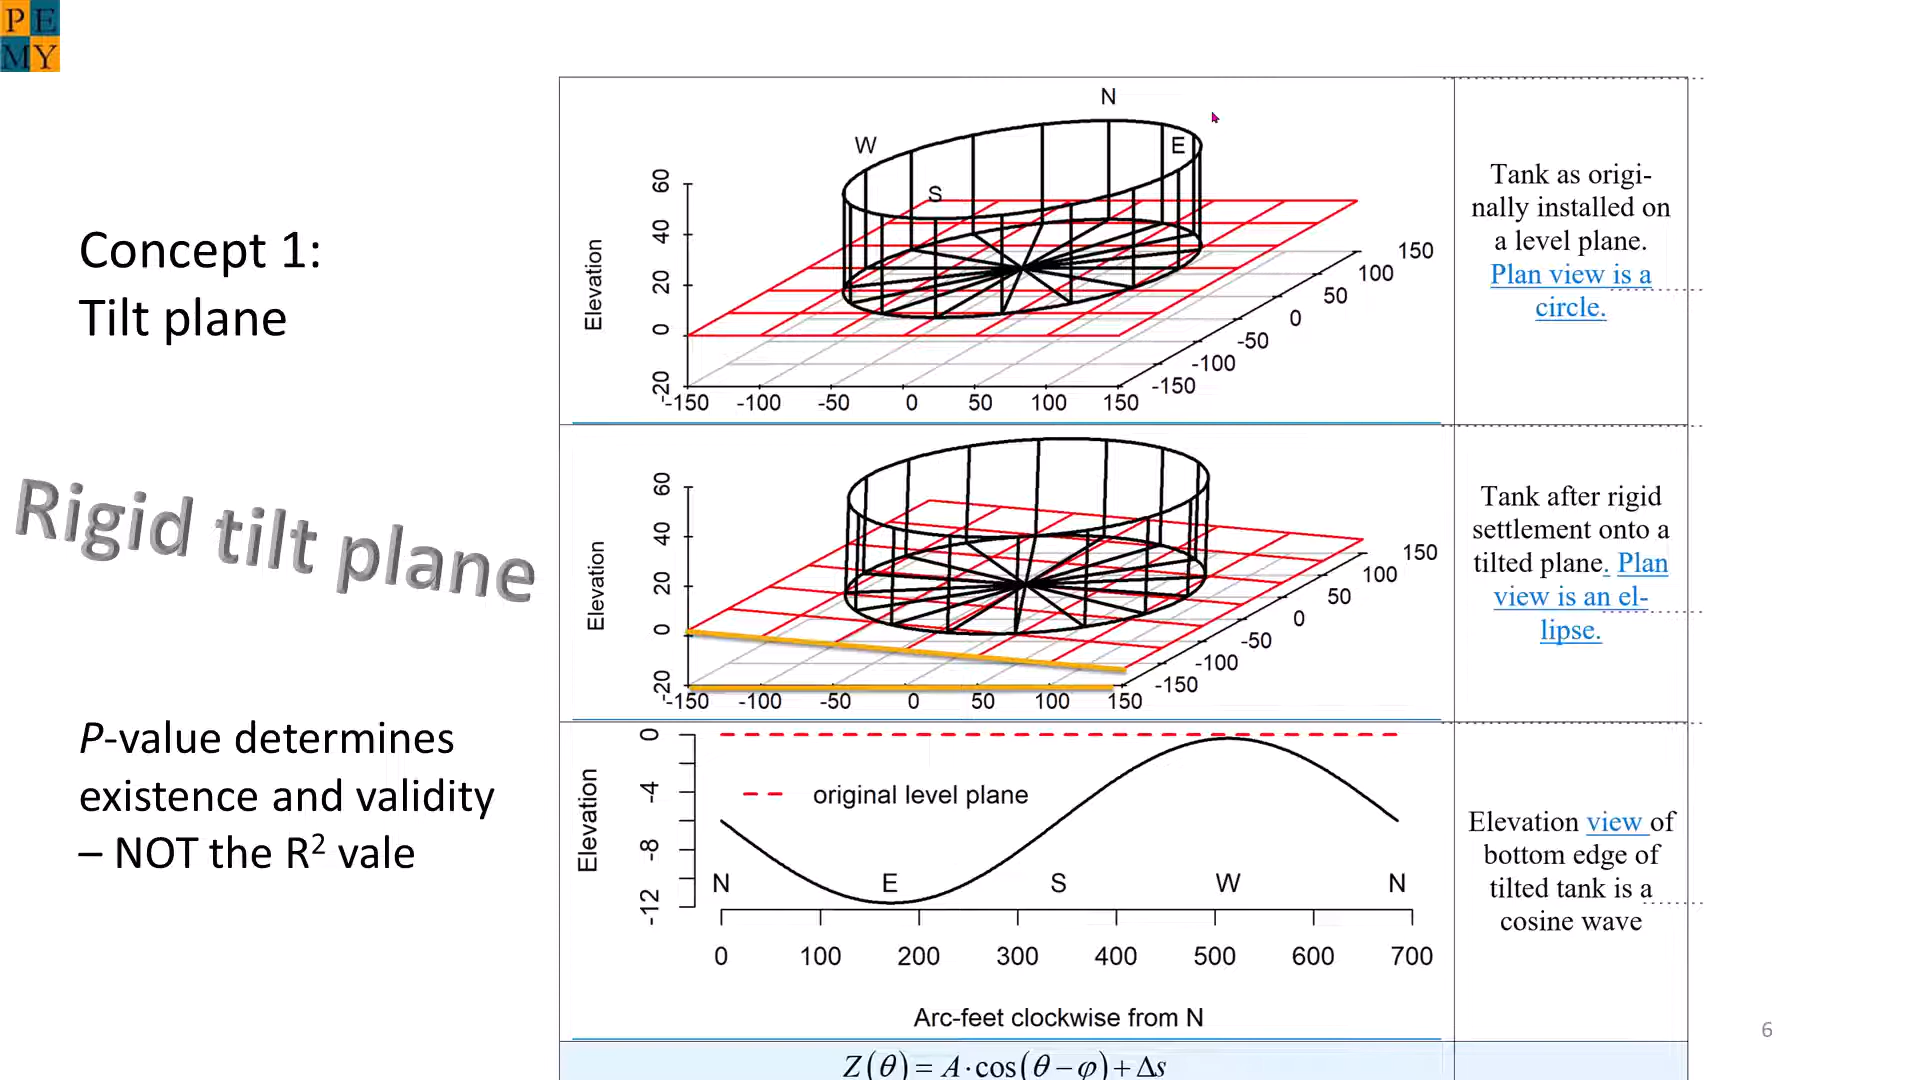 P E
M Y
Concept 1:
Tilt plane
Rigid tilt plane
P-value determines
existence and validity
– NOT the R² vale
N
W
E
S
60
40
20
0
-20
Elevation
-150 -100 -50 0 50 100 150
150
100
50
0
-50
-100
-150
Tank as origi-
nally installed on
a level plane.
Plan view is a
circle.
60
40
20
0
-20
Elevation
-150 -100 -50 0 50 100 150
150
100
50
0
-50
-100
-150
Tank after rigid
settlement onto a
tilted plane. Plan
view is an el-
lipse.
0
-4
-8
-12
Elevation
original level plane
N E S W N
0 100 200 300 400 500 600 700
Arc-feet clockwise from N
Elevation view of
bottom edge of
tilted tank is a
cosine wave
Z(θ) = A·cos(θ−φ)+Δs
6